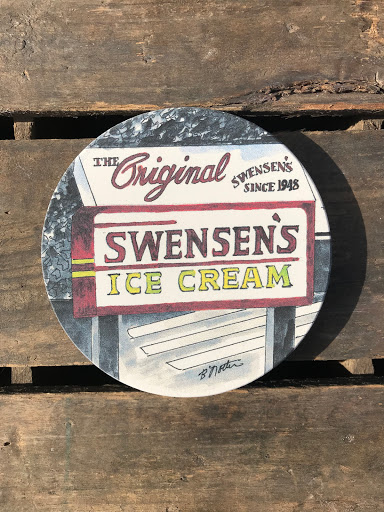 THE Original SWENSEN'S
SINCE 1948
SWENSEN'S
ICE CREAM